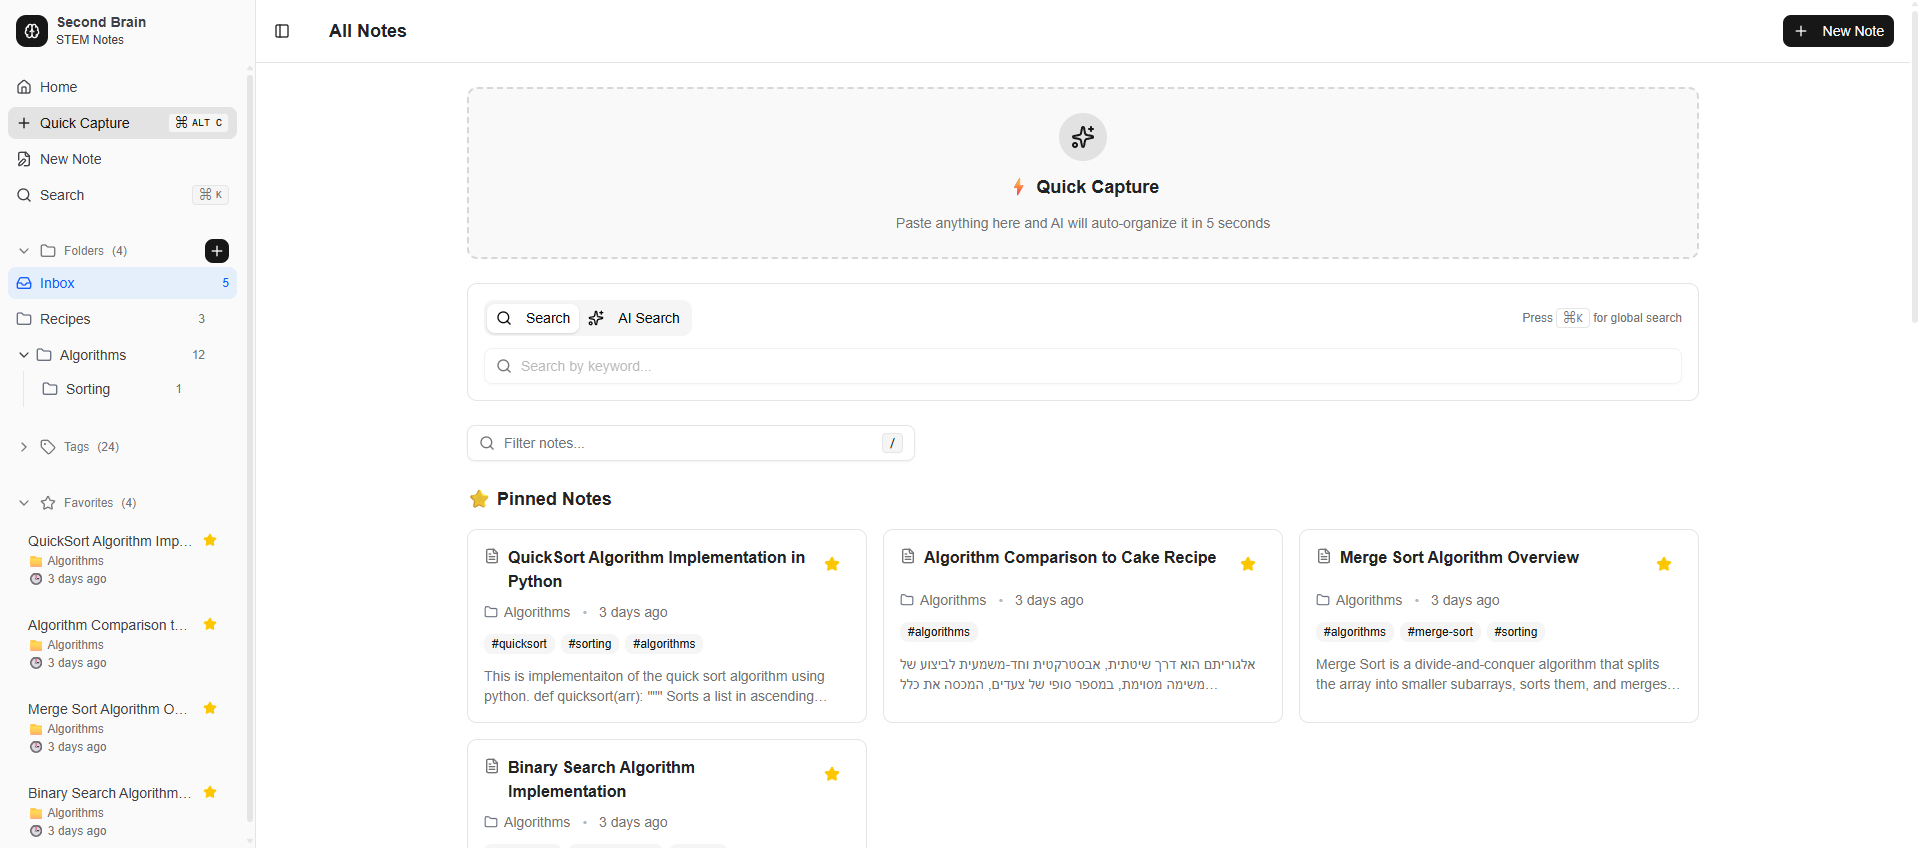 Second Brain
STEM Notes
Home
Quick Capture ⌘ ALT C
New Note
Search ⌘ K
Folders (4)
Inbox 5
Recipes 3
Algorithms 12
Sorting 1
Tags (24)
Favorites (4)
QuickSort Algorithm Imp...
Algorithms
3 days ago
Algorithm Comparison t...
Algorithms
3 days ago
Merge Sort Algorithm O...
Algorithms
3 days ago
Binary Search Algorithm...
Algorithms
3 days ago
All Notes
New Note
Quick Capture
Paste anything here and AI will auto-organize it in 5 seconds
Search AI Search
Press ⌘K for global search
Search by keyword...
Filter notes... /
Pinned Notes
QuickSort Algorithm Implementation in
Python
Algorithms • 3 days ago
#quicksort #sorting #algorithms
This is implementaiton of the quick sort algorithm using
python. def quicksort(arr): """ Sorts a list in ascending...
Algorithm Comparison to Cake Recipe
Algorithms • 3 days ago
#algorithms
אלגוריתם הוא דרך שיטתית, אבסטרקטית וחד-משמעית לביצוע של
משימה מסוימת, במספר סופי של צעדים, המכסה את כלל...
Merge Sort Algorithm Overview
Algorithms • 3 days ago
#algorithms #merge-sort #sorting
Merge Sort is a divide-and-conquer algorithm that splits
the array into smaller subarrays, sorts them, and merges...
Binary Search Algorithm
Implementation
Algorithms • 3 days ago